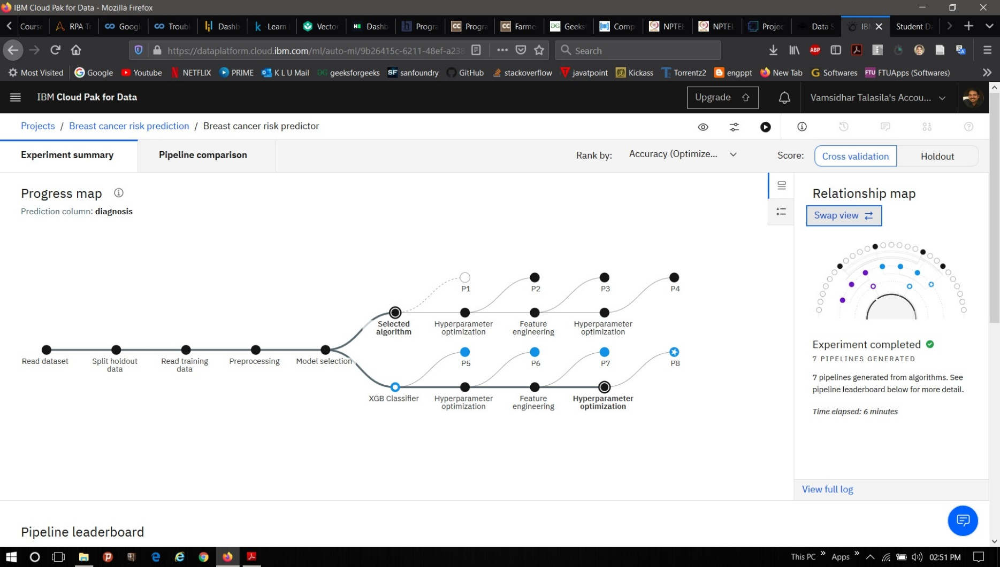 IBM Cloud Pak for Data - Mozilla Firefox
Course RPA Tr Googl Troubl Dashb Learn Vector Dashb Progra Progra Farme Geeks Comp NPTEL NPTEL Projec Data S IB Student Da
https://dataplatform.cloud.ibm.com/ml/auto-ml/9b26415c-6211-48ef-a238 Search
Most Visited Google Youtube NETFLIX PRIME K L U Mail geeksforgeeks sanfoundry GitHub stackoverflow javatpoint Kickass Torrentz2 engppt New Tab Softwares FTUApps (Softwares)
IBM Cloud Pak for Data Upgrade Vamsidhar Talasila's Accou...
Projects / Breast cancer risk prediction / Breast cancer risk predictor
Experiment summary Pipeline comparison Rank by: Accuracy (Optimize... Score: Cross validation Holdout
Progress map
Prediction column: diagnosis
P1 P2 P3 P4
Selected algorithm
Hyperparameter optimization
Feature engineering
Hyperparameter optimization
Read dataset
Split holdout data
Read training data
Preprocessing
Model selection
P5 P6 P7 P8
XGB Classifier
Hyperparameter optimization
Feature engineering
Hyperparameter optimization
Relationship map
Swap view
Experiment completed
7 PIPELINES GENERATED
7 pipelines generated from algorithms. See
pipeline leaderboard below for more detail.
Time elapsed: 6 minutes
View full log
Pipeline leaderboard
This PC Apps 02:51 PM